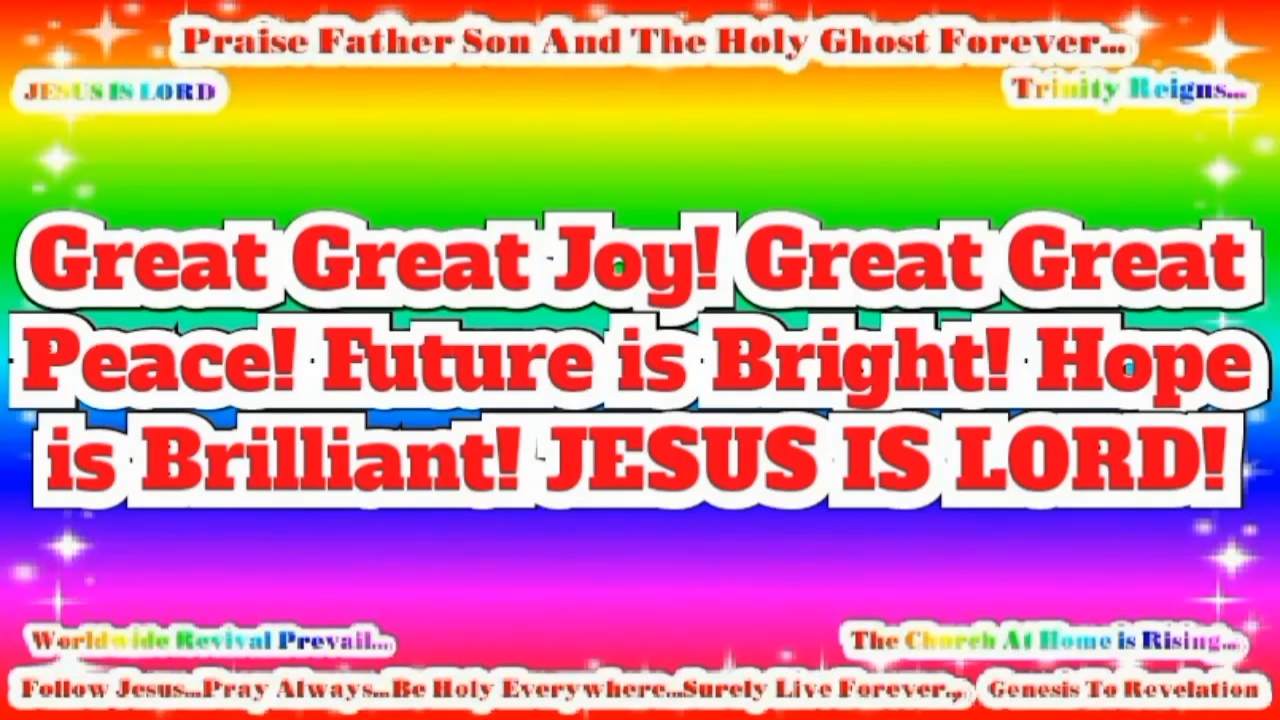 Praise Father Son And The Holy Ghost Forever...
JESUS IS LORD
Trinity Reigns...
Great Great Joy! Great Great
Peace! Future is Bright! Hope
is Brilliant! JESUS IS LORD!
Worldwide Revival Prevail...
The Church At Home is Rising...
Follow Jesus...Pray Always...Be Holy Everywhere...Surely Live Forever.., Genesis To Revelation